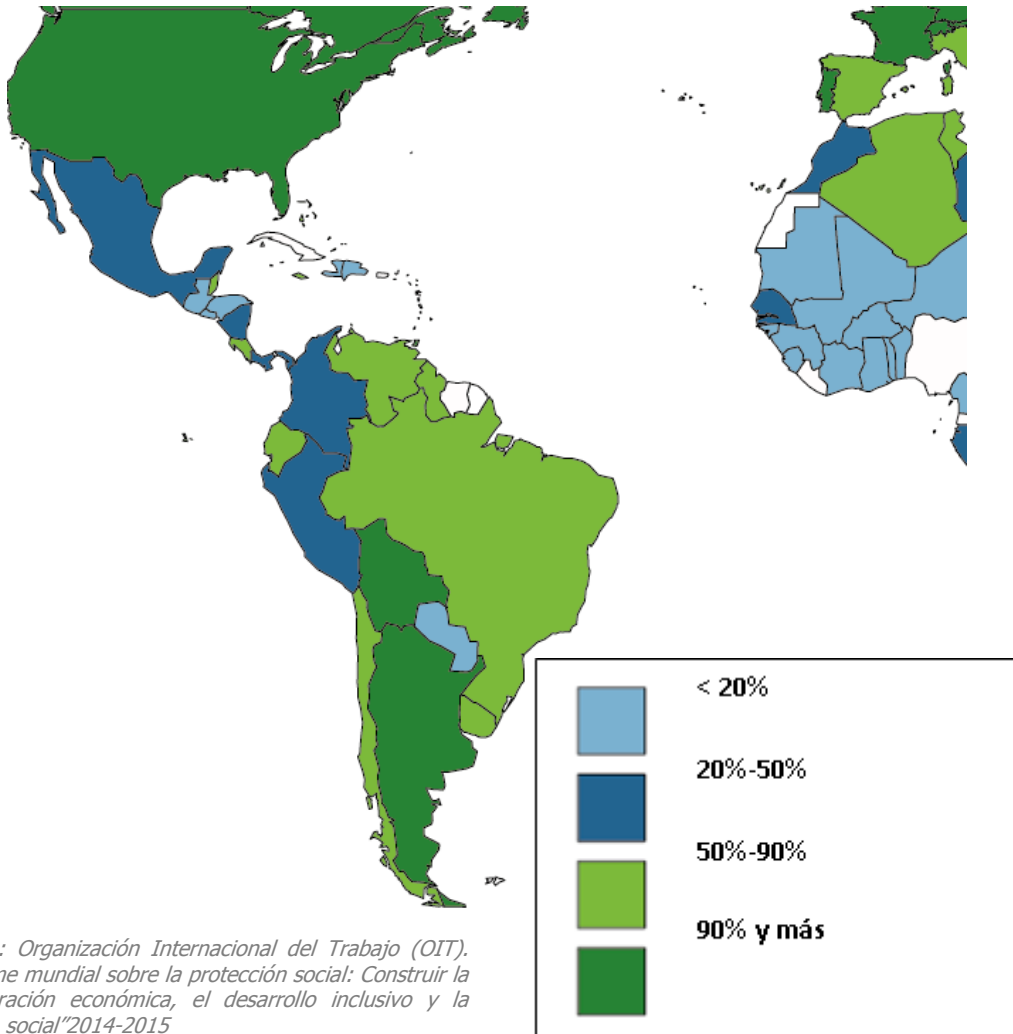 < 20%
20%-50%
50%-90%
90% y más
: Organización Internacional del Trabajo (OIT).
me mundial sobre la protección social: Construir la
ración económica, el desarrollo inclusivo y la
social”2014-2015